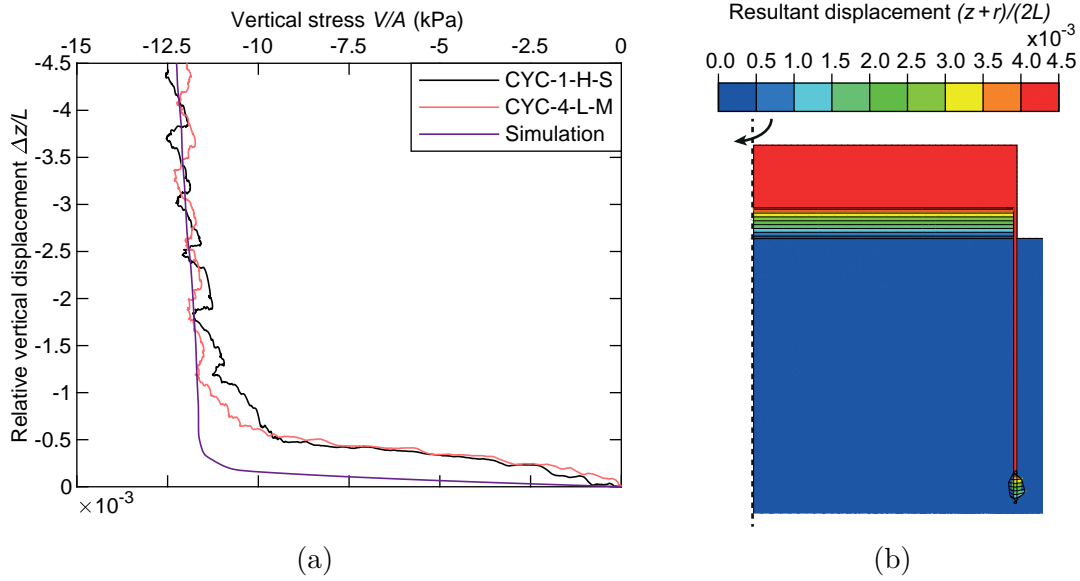 Vertical stress V/A (kPa)
-15 -12.5 -10 -7.5 -5 -2.5 0
-4.5
-4
-3.5
-3
-2.5
-2
-1.5
-1
-0.5
0
×10⁻³
Relative vertical displacement Δz/L
CYC-1-H-S
CYC-4-L-M
Simulation
(a)
Resultant displacement (z+r)/(2L)
x10⁻³
0.0 0.5 1.0 1.5 2.0 2.5 3.0 3.5 4.0 4.5
(b)